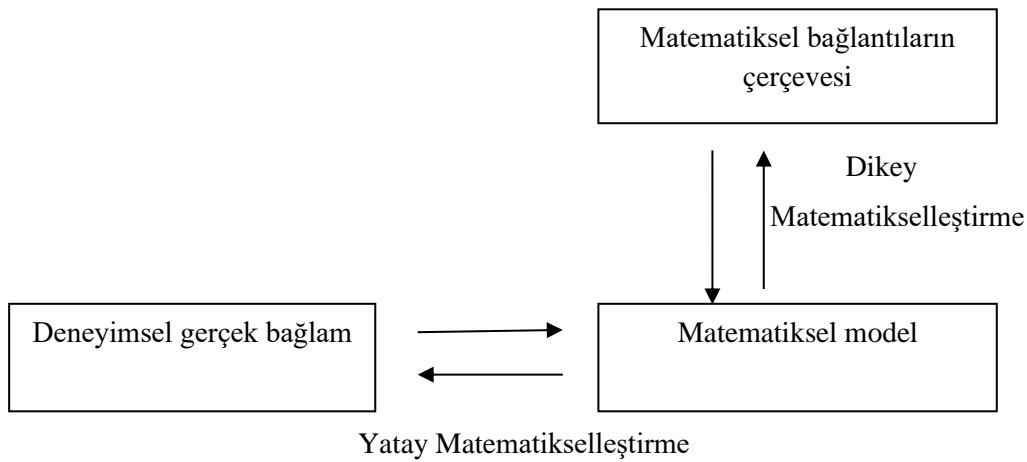 Matematiksel bağlantıların
çerçevesi
Dikey
Matematikselleştirme
Deneyimsel gerçek bağlam
Matematiksel model
Yatay Matematikselleştirme